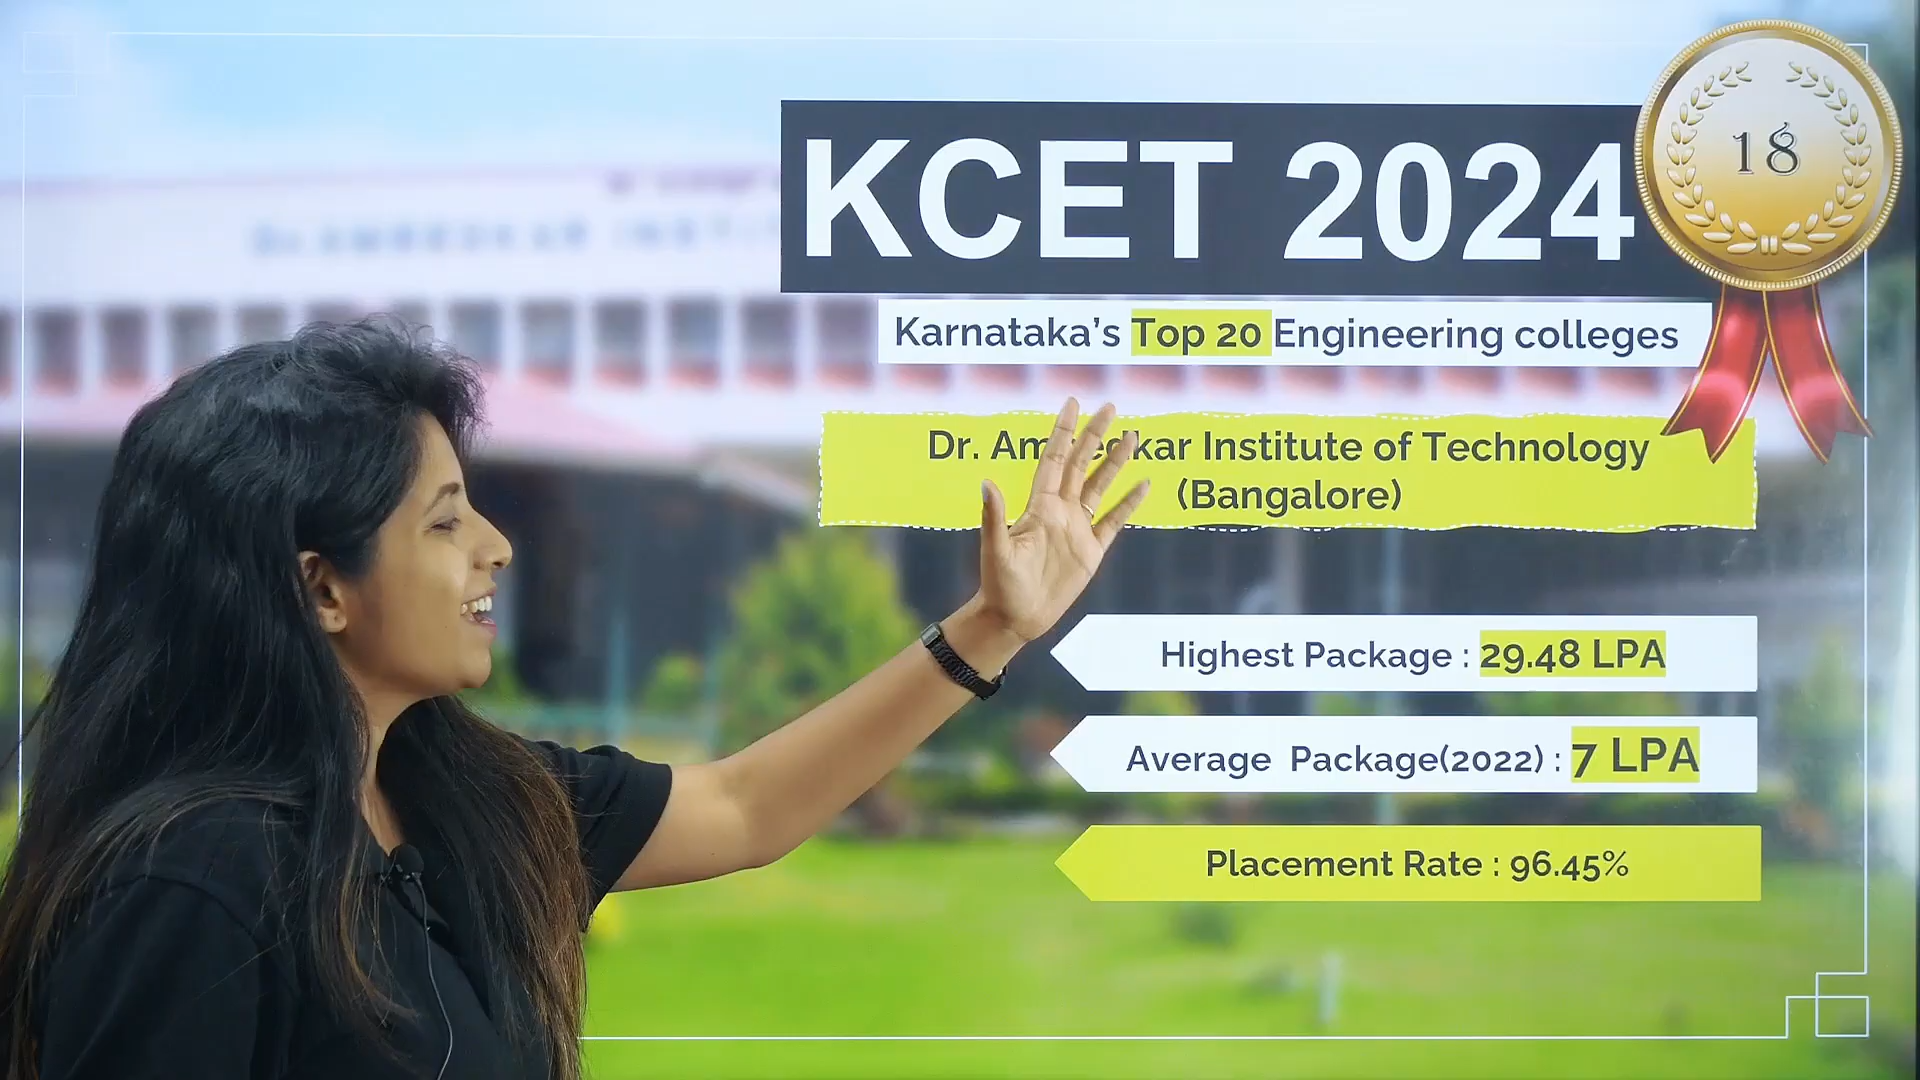 KCET 2024
18
Karnataka's Top 20 Engineering colleges
Dr. Institute of Technology
(Bangalore)
Highest Package : 29.48 LPA
Average Package(2022) : 7 LPA
Placement Rate : 96.45%